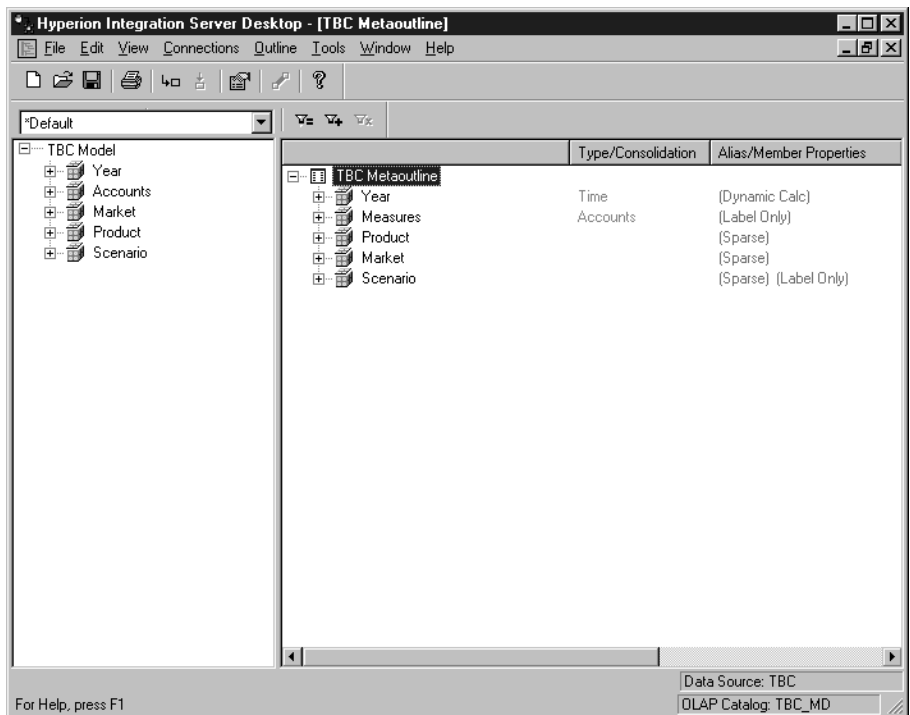 Hyperion Integration Server Desktop - [TBC Metaoutline]
File Edit View Connections Outline Tools Window Help
*Default
TBC Model
Year
Accounts
Market
Product
Scenario
Type/Consolidation Alias/Member Properties
TBC Metaoutline
Year Time (Dynamic Calc)
Measures Accounts (Label Only)
Product (Sparse)
Market (Sparse)
Scenario (Sparse) (Label Only)
Data Source: TBC
For Help, press F1 OLAP Catalog: TBC_MD